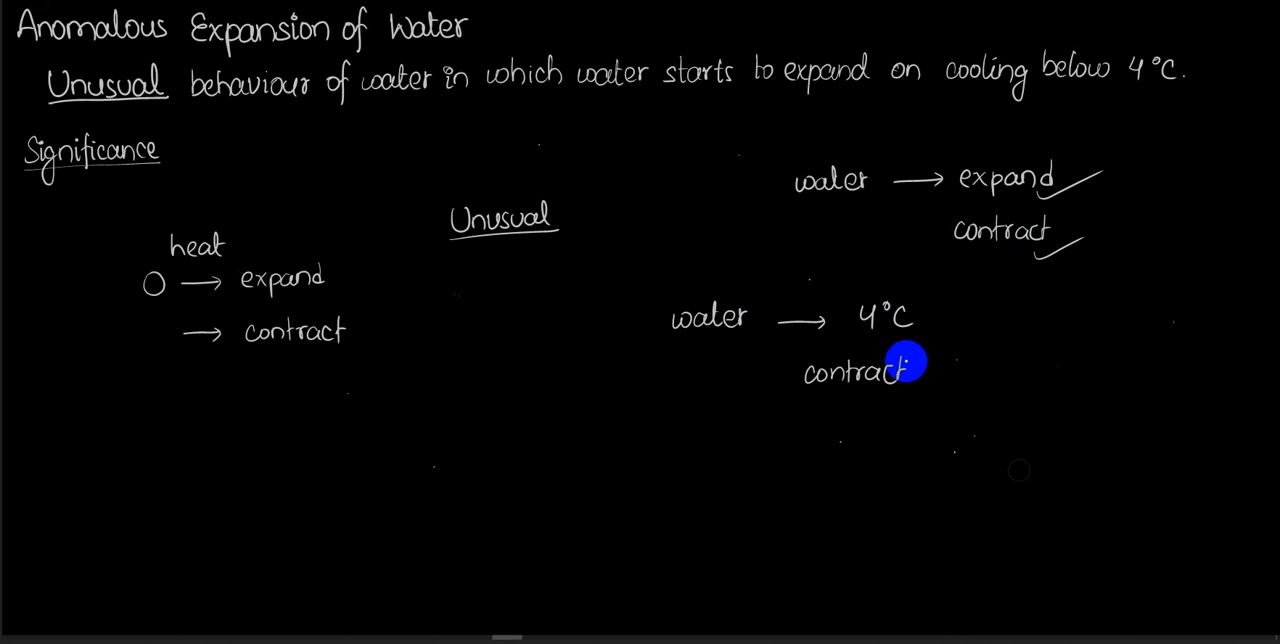 Anomalous Expansion of Water
Unusual behaviour of water in which water starts to expand on cooling below 4°C.
Significance
water → expand ✓
contract ✓
Unusual
heat
O → expand
→ contract
water → 4°C
contract